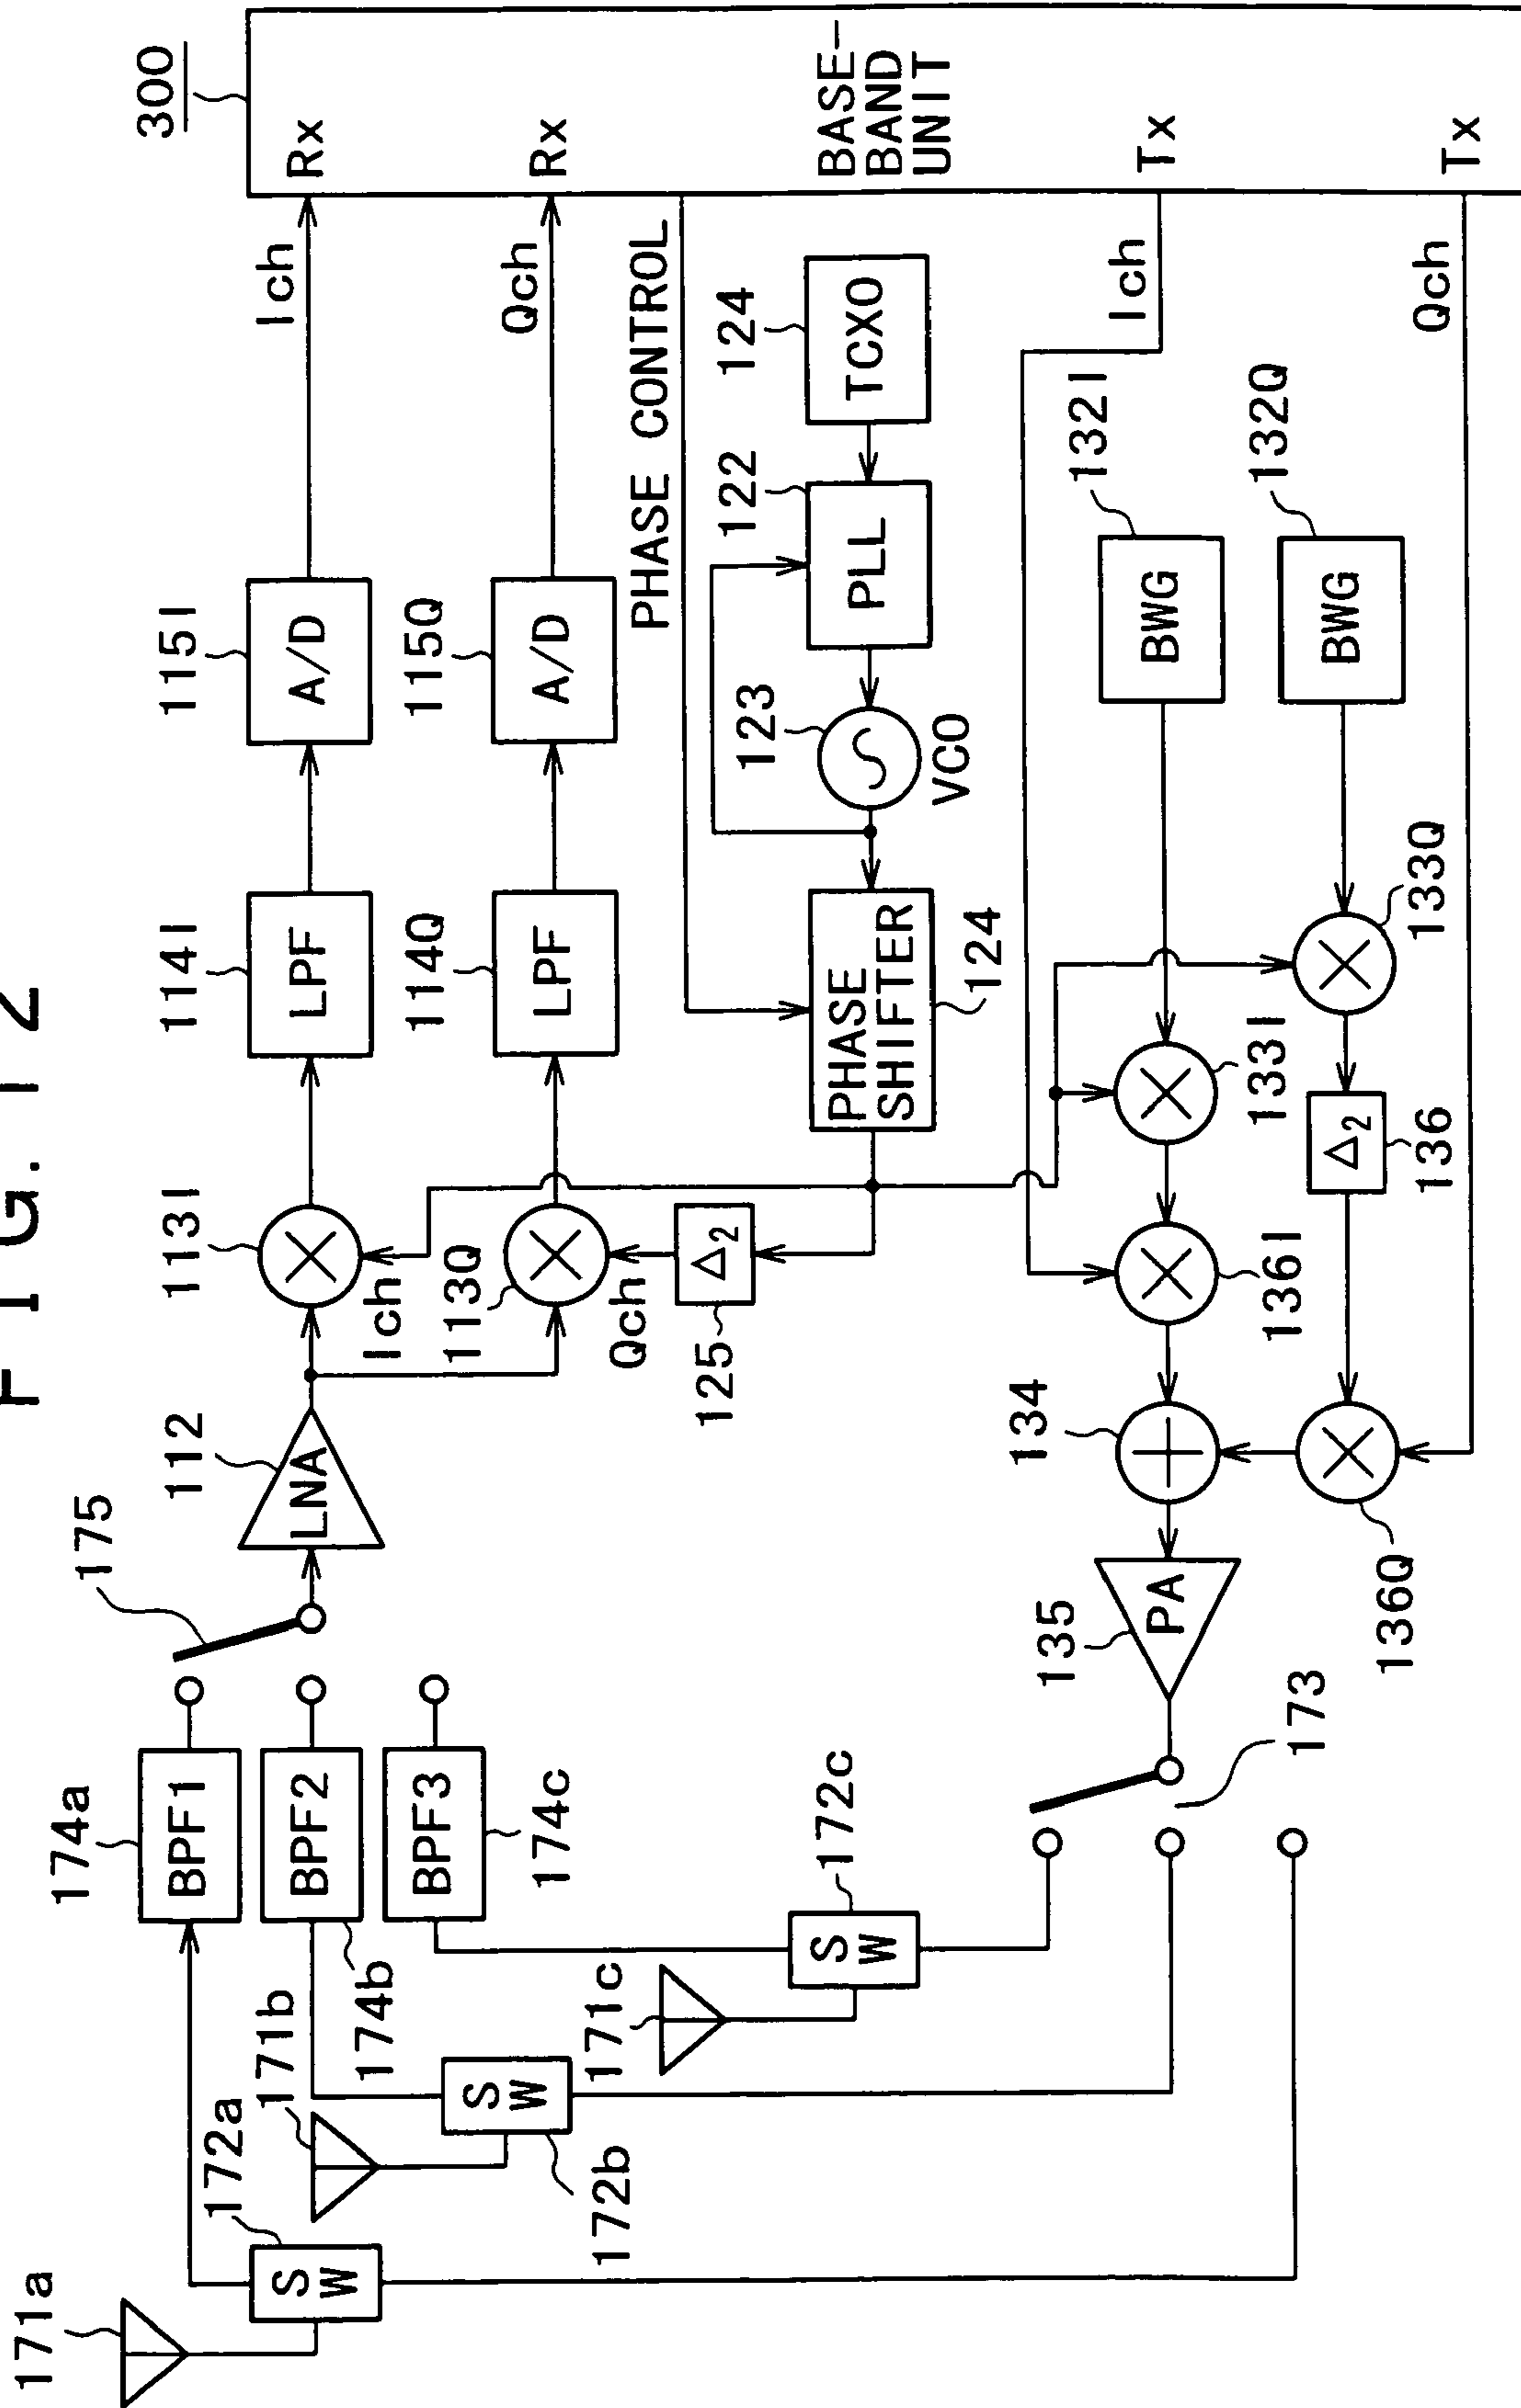 FIG. 12
300
Rx
Rx
BASE-
BAND
UNIT
Tx
Tx
Ich
Qch
PHASE CONTROL
Ich
Qch
115I
A/D
115Q
A/D
114I
LPF
114Q
LPF
113I
Ich
113Q
Qch
Δ2
125
112
LNA
175
124
TCXO
122
PLL
123
VCO
PHASE
SHIFTER
124
132I
BWG
132Q
BWG
133I
133Q
Δ2
136
136I
136Q
134
135
PA
173
174a
BPF1
BPF2
174b
BPF3
174c
171a
172a
SW
171b
SW
172b
171c
172c
SW